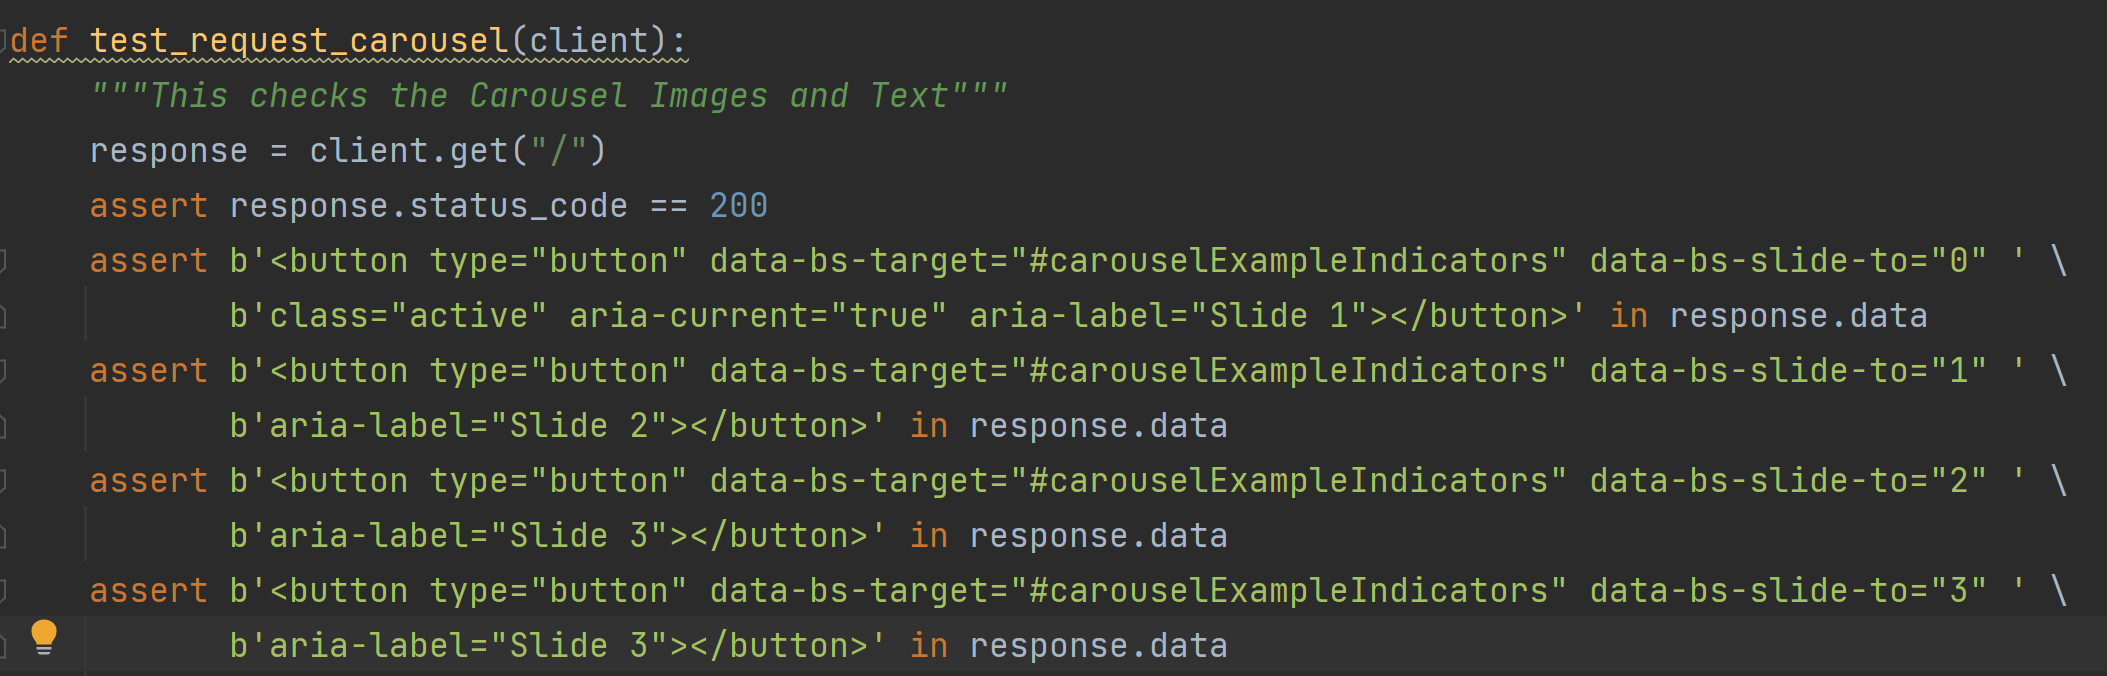 def test_request_carousel(client):
"""This checks the Carousel Images and Text"""
response = client.get("/")
assert response.status_code == 200
assert b'<button type="button" data-bs-target="#carouselExampleIndicators" data-bs-slide-to="0" ' \
b'class="active" aria-current="true" aria-label="Slide 1"></button>' in response.data
assert b'<button type="button" data-bs-target="#carouselExampleIndicators" data-bs-slide-to="1" ' \
b'aria-label="Slide 2"></button>' in response.data
assert b'<button type="button" data-bs-target="#carouselExampleIndicators" data-bs-slide-to="2" ' \
b'aria-label="Slide 3"></button>' in response.data
assert b'<button type="button" data-bs-target="#carouselExampleIndicators" data-bs-slide-to="3" ' \
b'aria-label="Slide 3"></button>' in response.data